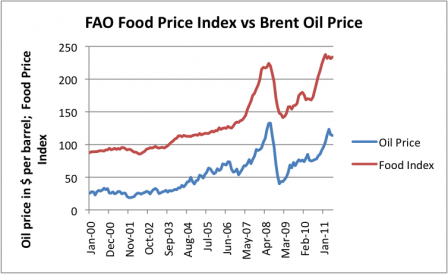 FAO Food Price Index vs Brent Oil Price
Oil price in $ per barrel; Food Price
Index
250
200
150
100
50
0
Jan-00
Dec-00
Nov-01
Oct-02
Sep-03
Aug-04
Jul-05
Jun-06
May-07
Apr-08
Mar-09
Feb-10
Jan-11
Oil Price
Food Index